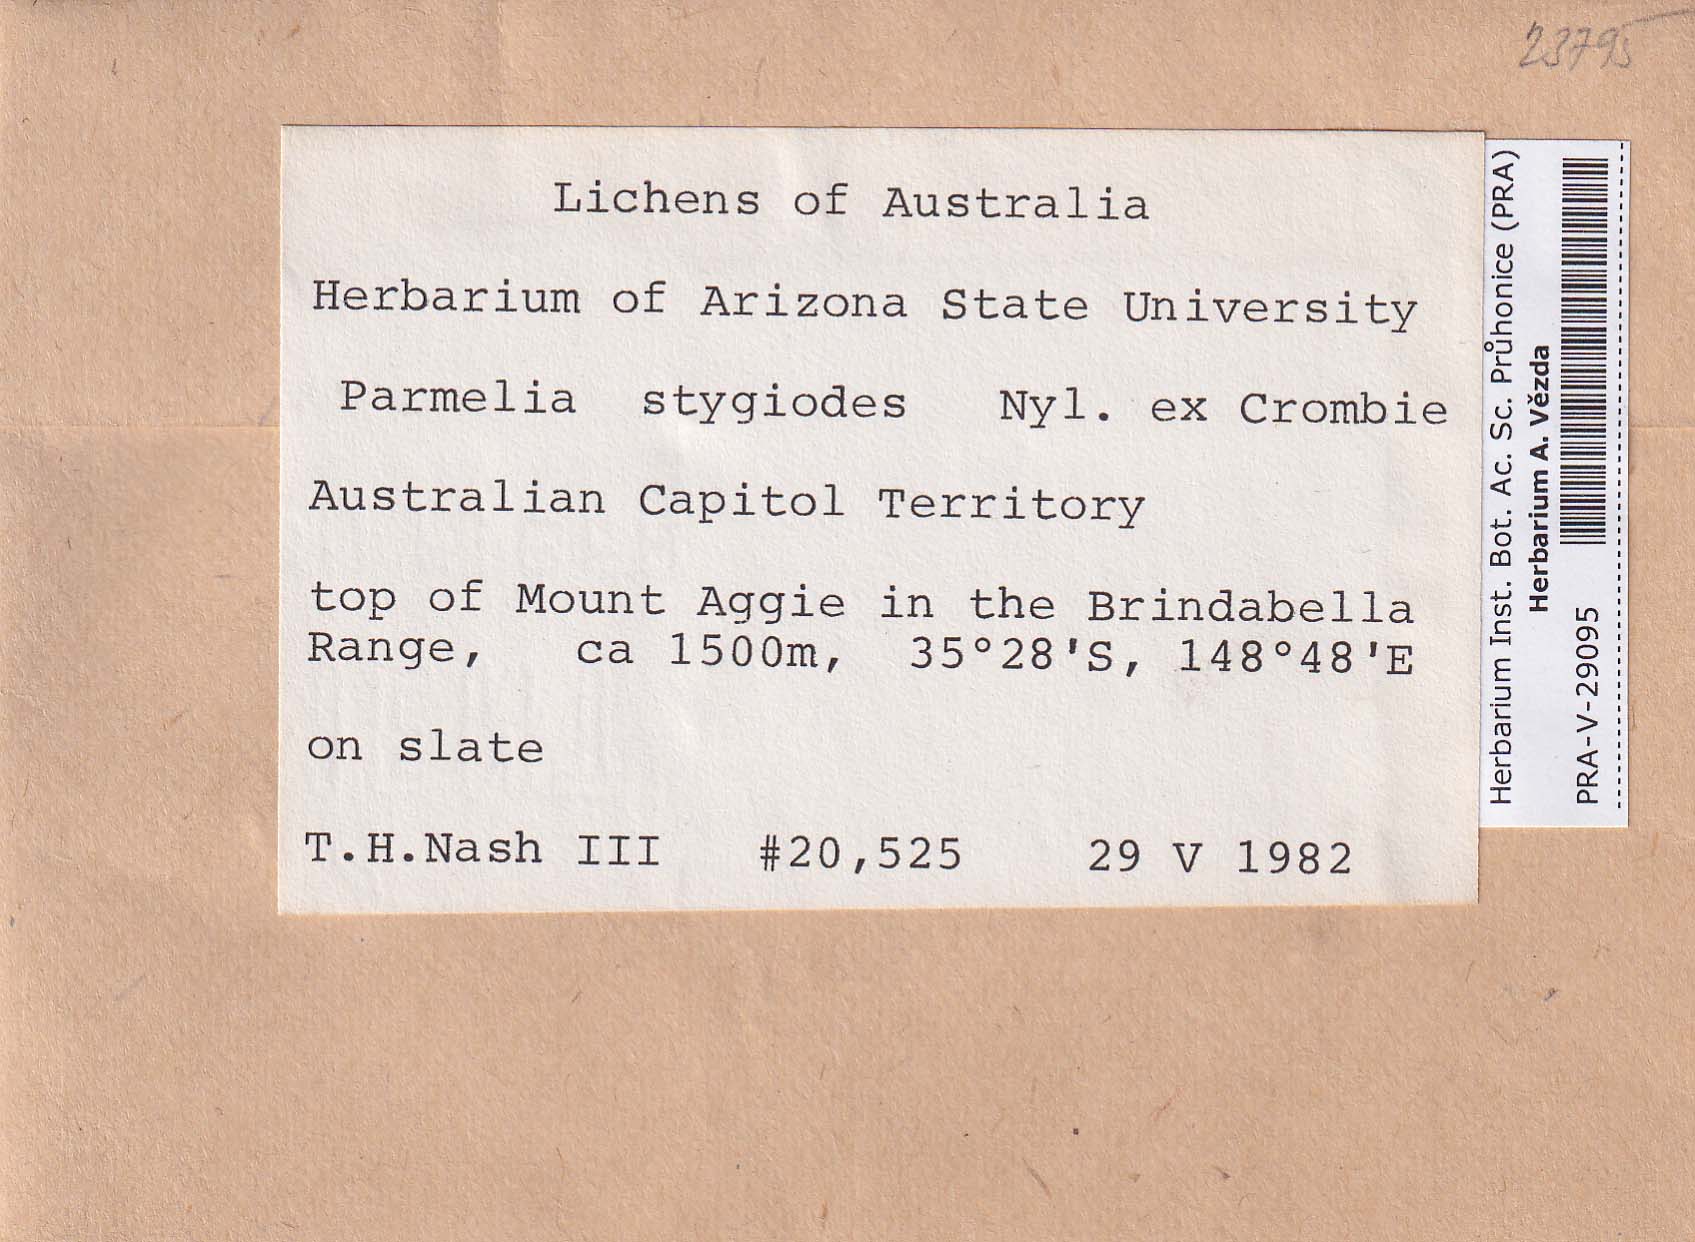 23795
Lichens of Australia
Herbarium of Arizona State University
Parmelia stygiodes Nyl. ex Crombie
Australian Capitol Territory
top of Mount Aggie in the Brindabella
Range, ca 1500m, 35°28'S, 148°48'E
on slate
T.H.Nash III #20,525 29 V 1982
Herbarium Inst. Bot. Ac. Sc. Průhonice (PRA)
Herbarium A. Vězda
PRA-V-29095